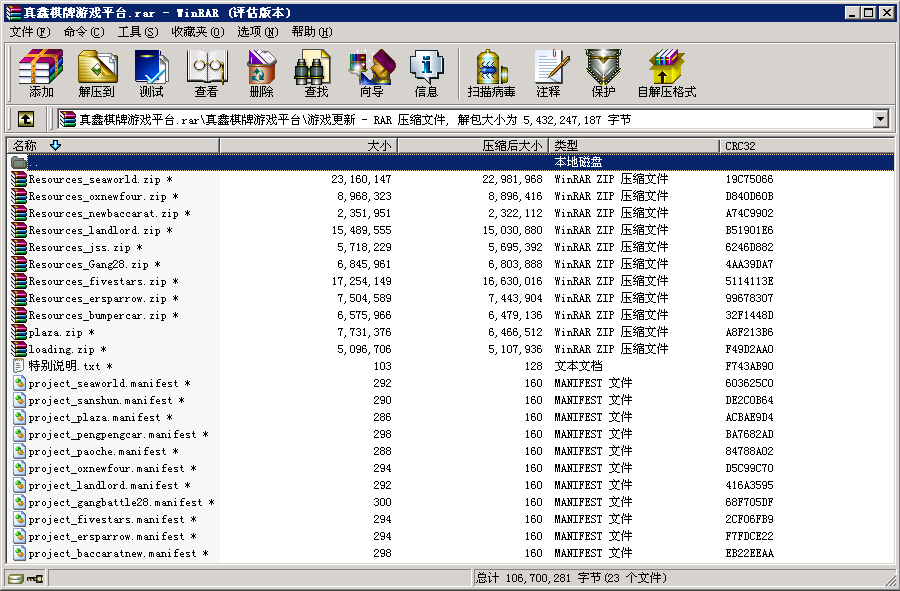 真鑫棋牌游戏平台.rar - WinRAR (评估版本)
文件(F) 命令(C) 工具(S) 收藏夹(O) 选项(N) 帮助(H)
添加 解压到 测试 查看 删除 查找 向导 信息 扫描病毒 注释 保护 自解压格式
真鑫棋牌游戏平台.rar\真鑫棋牌游戏平台\游戏更新 - RAR 压缩文件, 解包大小为 5,432,247,187 字节
名称 大小 压缩后大小 类型 CRC32
.. 本地磁盘
Resources_seaworld.zip * 23,160,147 22,981,968 WinRAR ZIP 压缩文件 19C75066
Resources_oxnewfour.zip * 8,968,323 8,896,416 WinRAR ZIP 压缩文件 D840D60B
Resources_newbaccarat.zip * 2,351,951 2,322,112 WinRAR ZIP 压缩文件 A74C9902
Resources_landlord.zip * 15,489,555 15,030,880 WinRAR ZIP 压缩文件 B51901E6
Resources_jss.zip * 5,718,229 5,695,392 WinRAR ZIP 压缩文件 6246D882
Resources_Gang28.zip * 6,845,961 6,803,888 WinRAR ZIP 压缩文件 4AA39DA7
Resources_fivestars.zip * 17,254,149 16,630,016 WinRAR ZIP 压缩文件 5114113E
Resources_ersparrow.zip * 7,504,589 7,443,904 WinRAR ZIP 压缩文件 99678307
Resources_bumpercar.zip * 6,575,966 6,479,136 WinRAR ZIP 压缩文件 32F1448D
plaza.zip * 7,731,376 6,466,512 WinRAR ZIP 压缩文件 A8F213B6
loading.zip * 5,096,706 5,107,936 WinRAR ZIP 压缩文件 F49D2AA0
特别说明.txt * 103 128 文本文档 F743AB90
project_seaworld.manifest * 292 160 MANIFEST 文件 603625C0
project_sanshun.manifest * 290 160 MANIFEST 文件 DE2C0B64
project_plaza.manifest * 286 160 MANIFEST 文件 ACBAE9D4
project_pengpengcar.manifest * 298 160 MANIFEST 文件 BA7682AD
project_paoche.manifest * 288 160 MANIFEST 文件 84788A02
project_oxnewfour.manifest * 294 160 MANIFEST 文件 D5C99C70
project_landlord.manifest * 292 160 MANIFEST 文件 416A3595
project_gangbattle28.manifest * 300 160 MANIFEST 文件 68F705DF
project_fivestars.manifest * 294 160 MANIFEST 文件 2CF06FB9
project_ersparrow.manifest * 294 160 MANIFEST 文件 F7FDCE22
project_baccaratnew.manifest * 298 160 MANIFEST 文件 EB22EEAA
总计 106,700,281 字节(23 个文件)